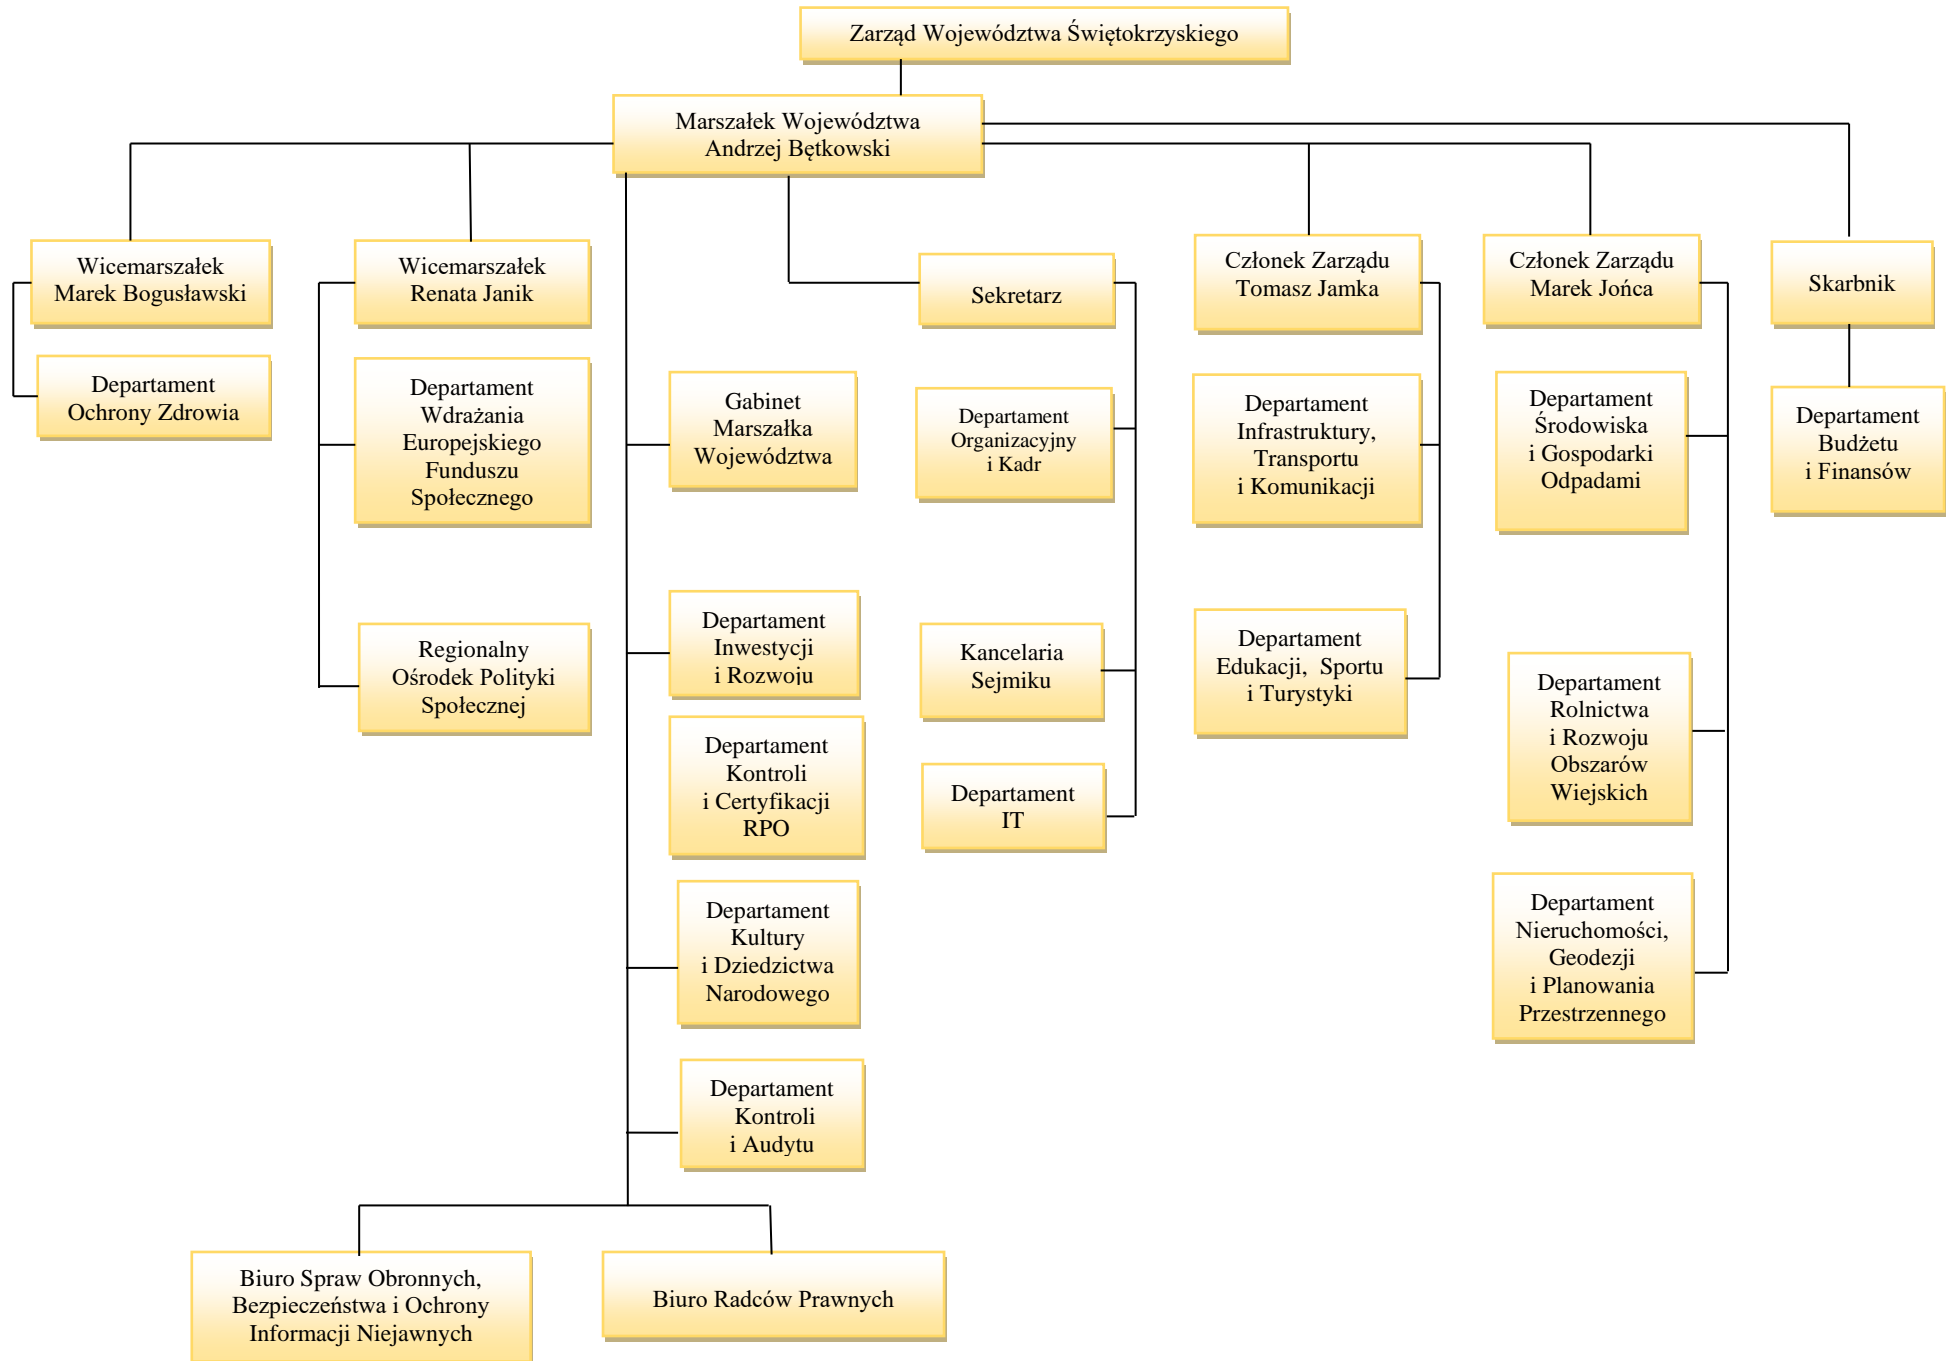 Zarząd Województwa Świętokrzyskiego
Marszałek Województwa
Andrzej Bętkowski
Wicemarszałek
Marek Bogusławski
Departament
Ochrony Zdrowia
Wicemarszałek
Renata Janik
Departament
Wdrażania
Europejskiego
Funduszu
Społecznego
Regionalny
Ośrodek Polityki
Społecznej
Gabinet
Marszałka
Województwa
Departament
Inwestycji
i Rozwoju
Departament
Kontroli
i Certyfikacji
RPO
Departament
Kultury
i Dziedzictwa
Narodowego
Departament
Kontroli
i Audytu
Biuro Spraw Obronnych,
Bezpieczeństwa i Ochrony
Informacji Niejawnych
Biuro Radców Prawnych
Sekretarz
Departament
Organizacyjny
i Kadr
Kancelaria
Sejmiku
Departament
IT
Członek Zarządu
Tomasz Jamka
Departament
Infrastruktury,
Transportu
i Komunikacji
Departament
Edukacji, Sportu
i Turystyki
Członek Zarządu
Marek Jońca
Departament
Środowiska
i Gospodarki
Odpadami
Departament
Rolnictwa
i Rozwoju
Obszarów
Wiejskich
Departament
Nieruchomości,
Geodezji
i Planowania
Przestrzennego
Skarbnik
Departament
Budżetu
i Finansów